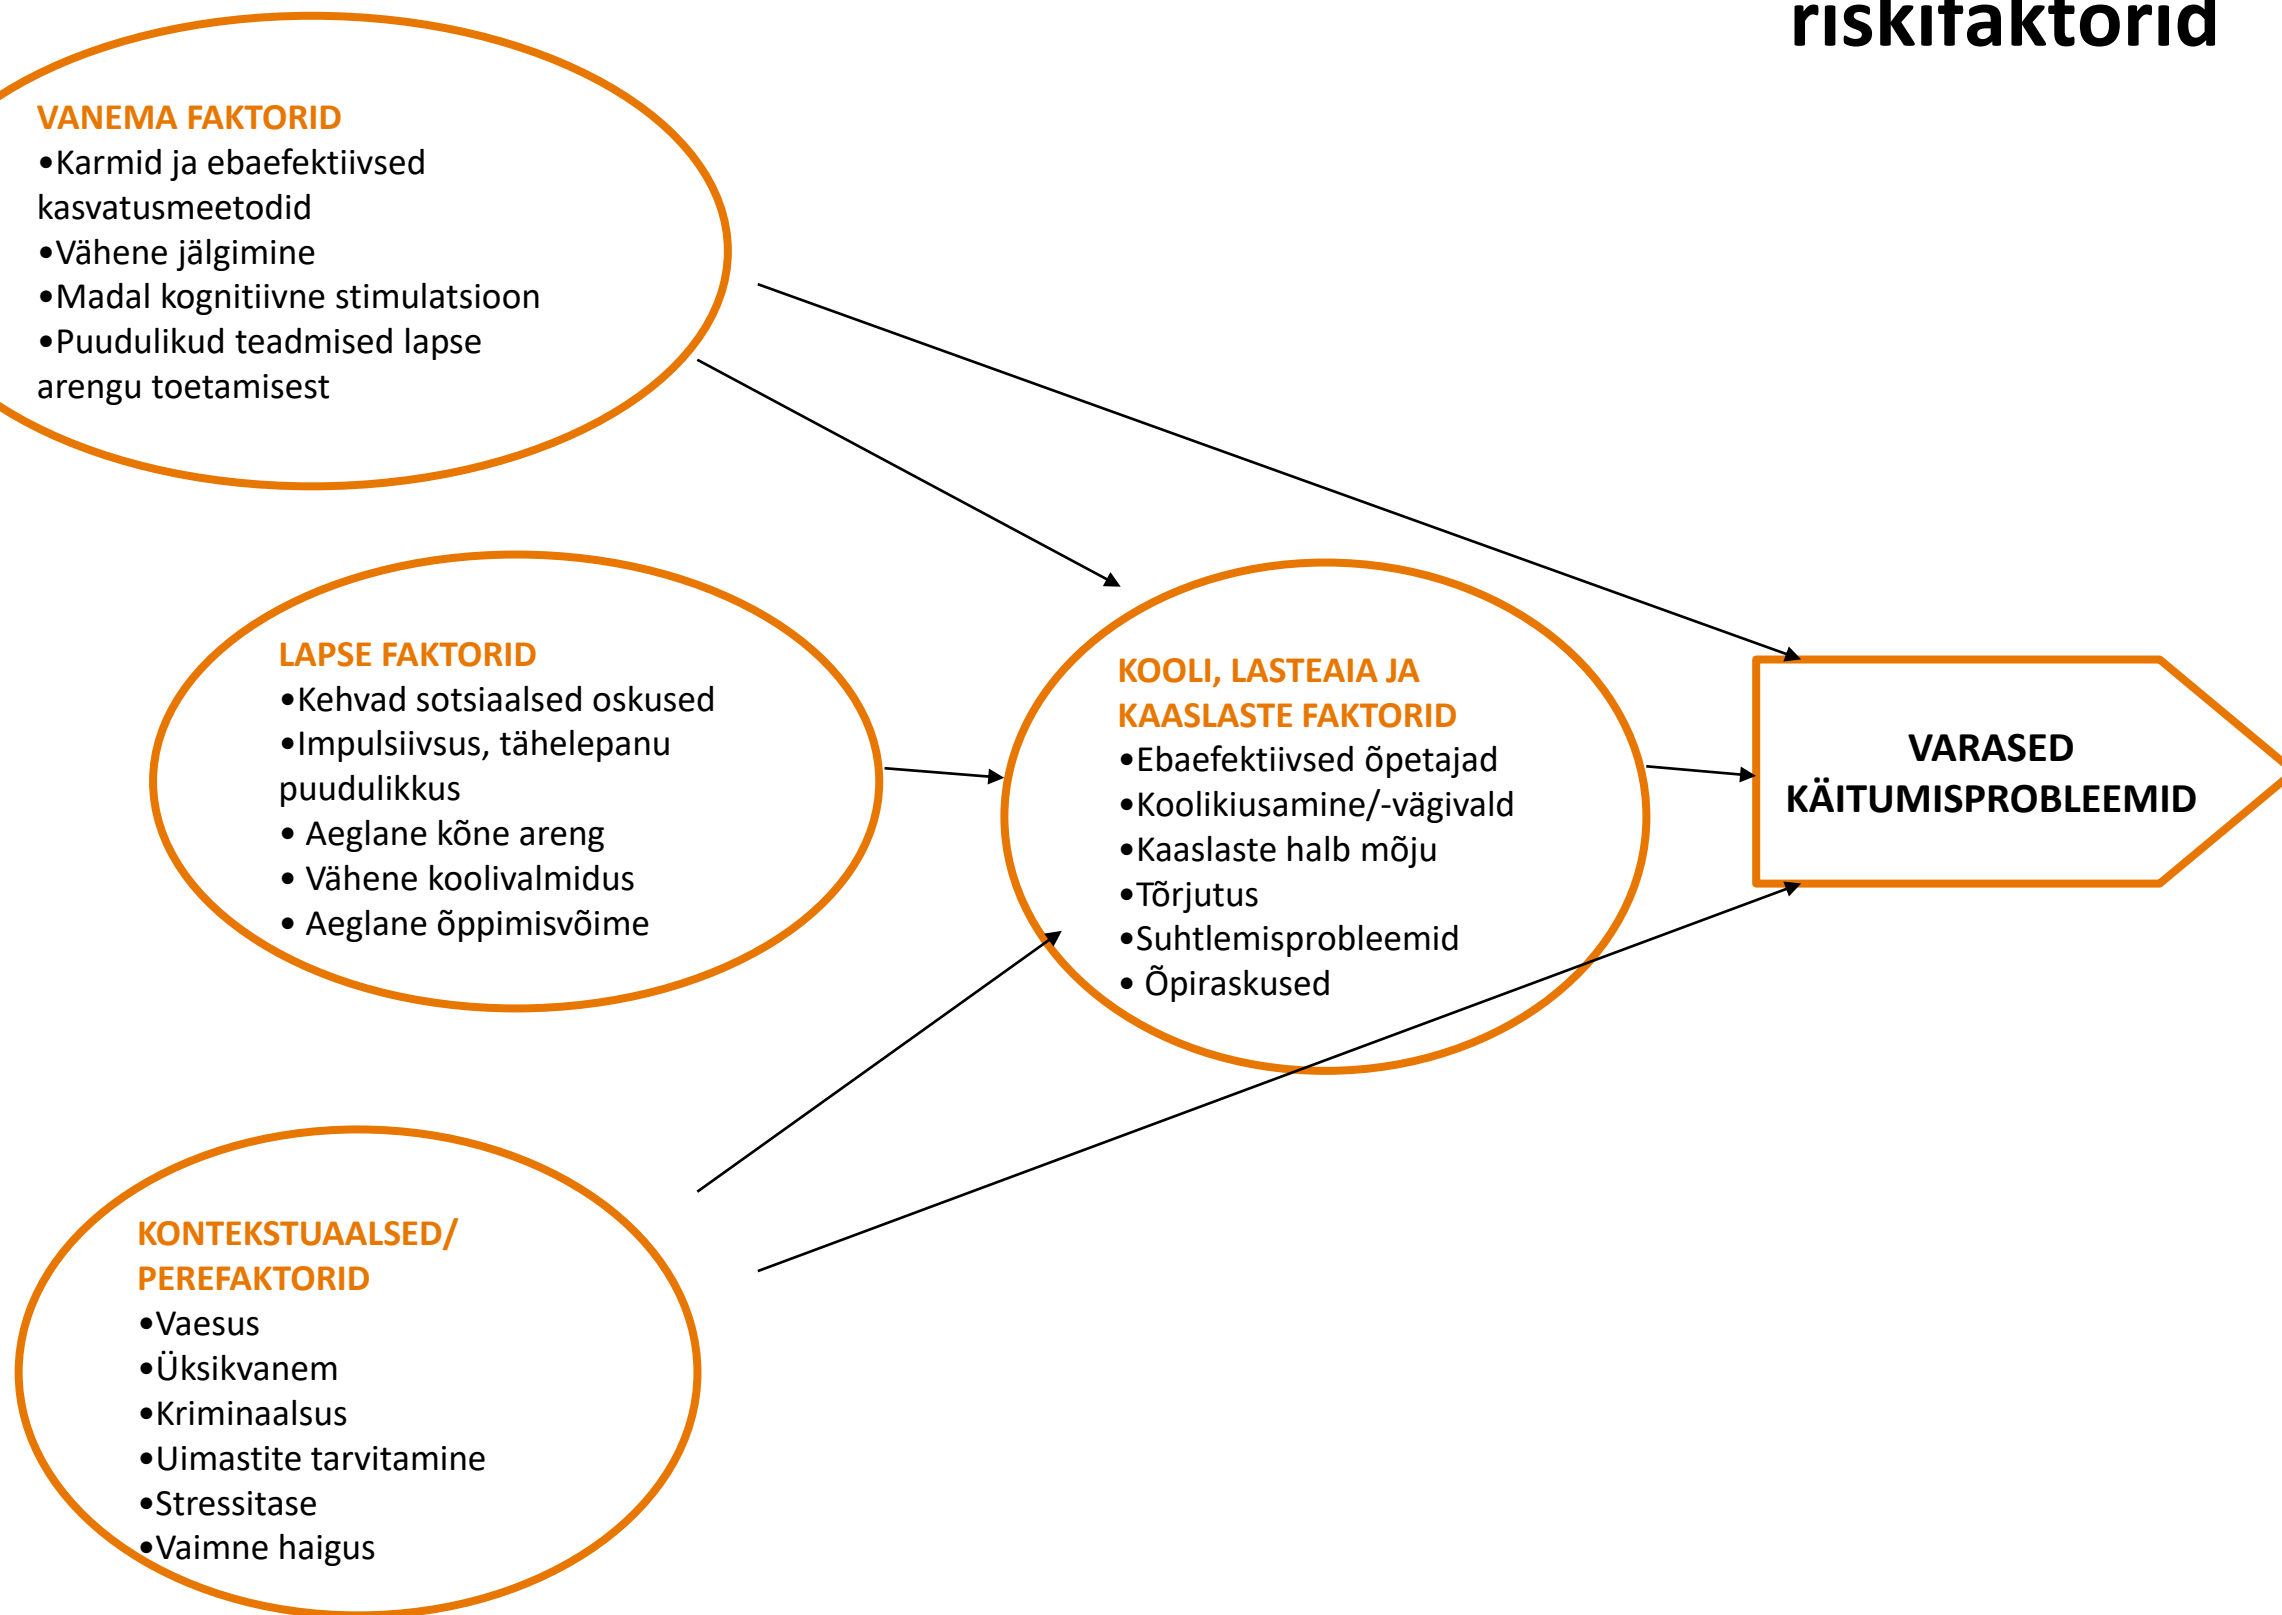 riskifaktorid
VANEMA FAKTORID
•Karmid ja ebaefektiivsed
kasvatusmeetodid
•Vähene jälgimine
•Madal kognitiivne stimulatsioon
•Puudulikud teadmised lapse
arengu toetamisest
LAPSE FAKTORID
•Kehvad sotsiaalsed oskused
•Impulsiivsus, tähelepanu
puudulikkus
• Aeglane kõne areng
• Vähene koolivalmidus
• Aeglane õppimisvõime
KOOLI, LASTEAIA JA
KAASLASTE FAKTORID
•Ebaefektiivsed õpetajad
•Koolikiusamine/-vägivald
•Kaaslaste halb mõju
•Tõrjutus
•Suhtlemisprobleemid
• Õpiraskused
VARASED
KÄITUMISPROBLEEMID
KONTEKSTUAALSED/
PEREFAKTORID
•Vaesus
•Üksikvanem
•Kriminaalsus
•Uimastite tarvitamine
•Stressitase
•Vaimne haigus